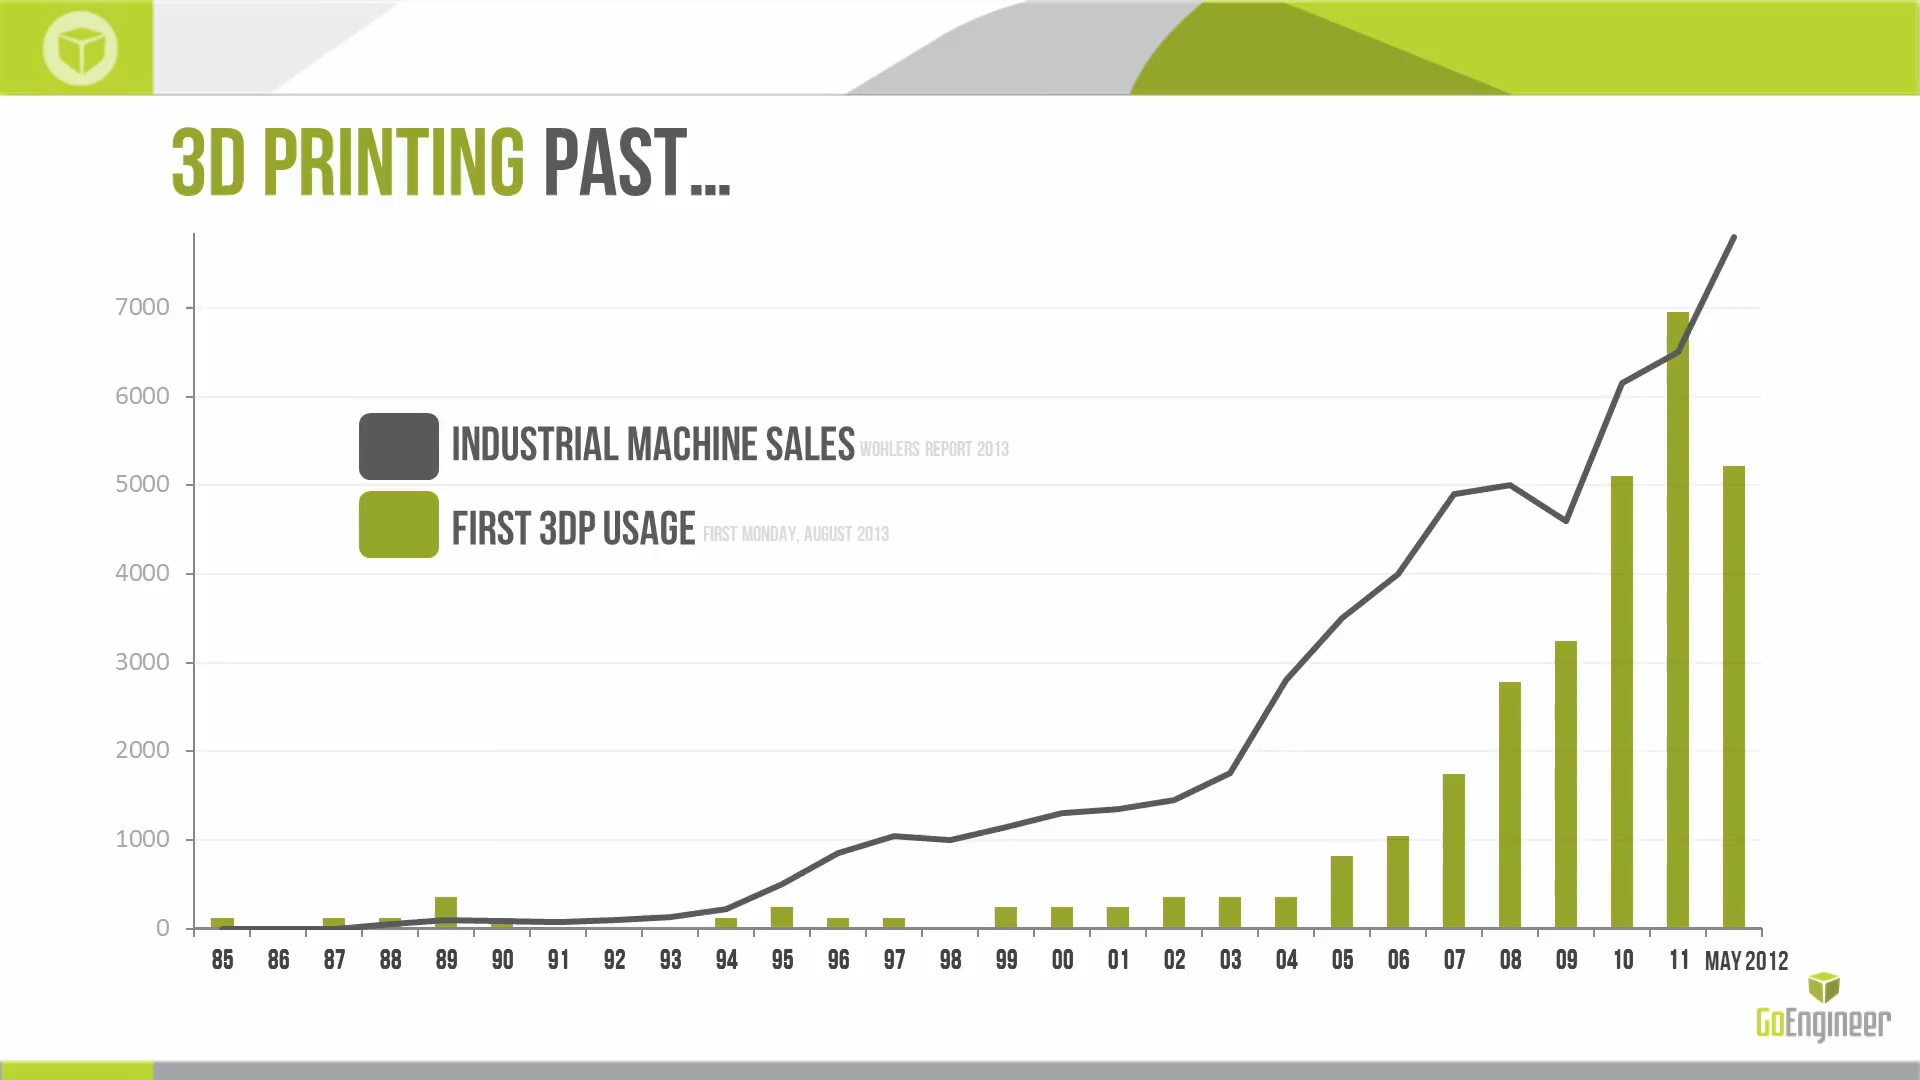 3D PRINTING PAST...
7000
6000
INDUSTRIAL MACHINE SALES WOHLERS REPORT 2013
5000
FIRST 3DP USAGE FIRST MONDAY, AUGUST 2013
4000
3000
2000
1000
0
85 86 87 88 89 90 91 92 93 94 95 96 97 98 99 00 01 02 03 04 05 06 07 08 09 10 11 MAY 2012
GoEngineer